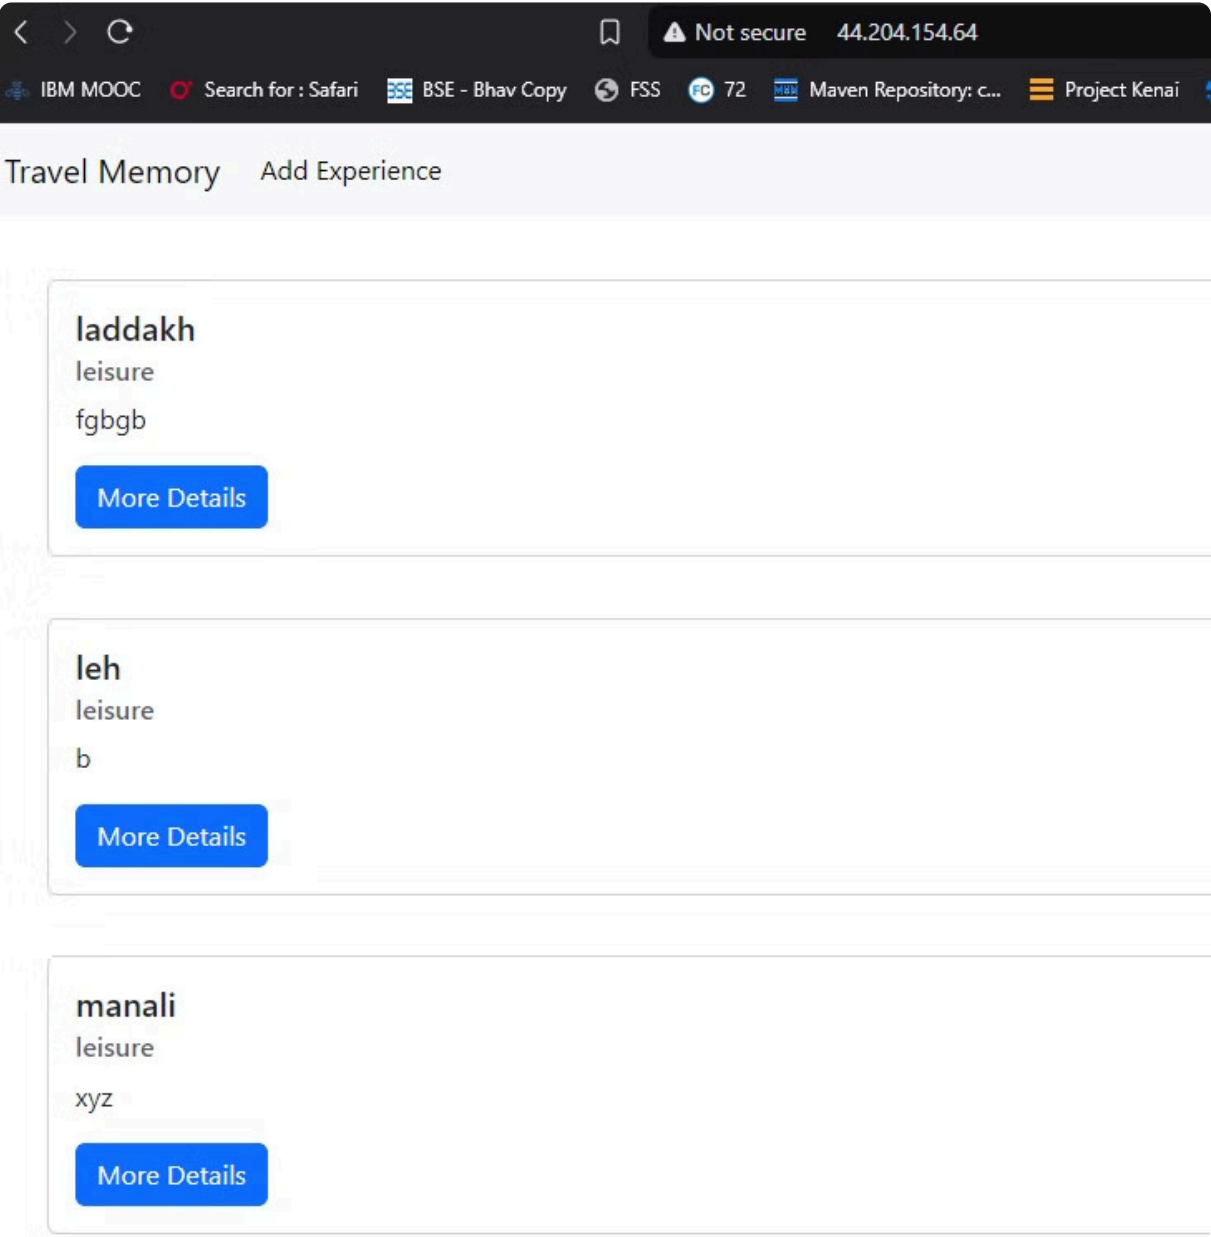 Not secure 44.204.154.64
IBM MOOC Search for : Safari BSE BSE - Bhav Copy FSS FC 72 Maven Repository: c... Project Kenai
Travel Memory Add Experience
laddakh
leisure
fgbgb
More Details
leh
leisure
b
More Details
manali
leisure
xyz
More Details